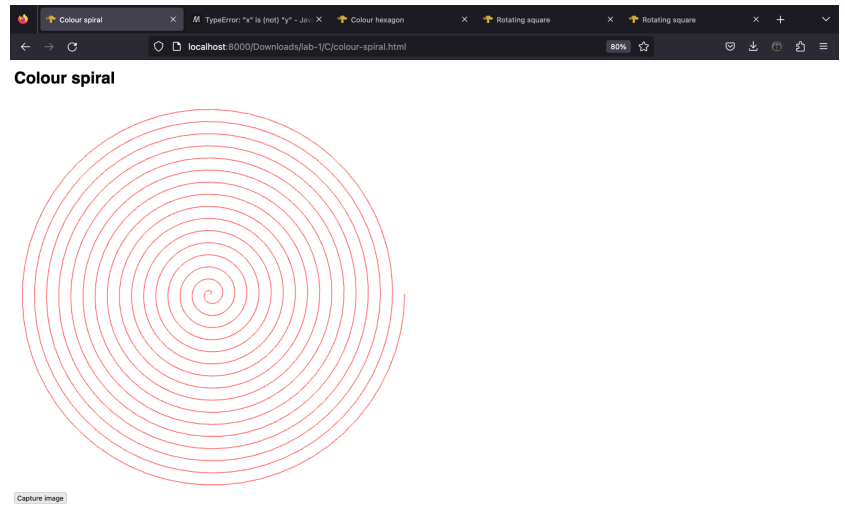 Colour spiral
TypeError: "x" is (not) "y" - Jav
Colour hexagon
Rotating square
Rotating square
localhost:8000/Downloads/lab-1/C/colour-spiral.html
80%
Colour spiral
Capture image